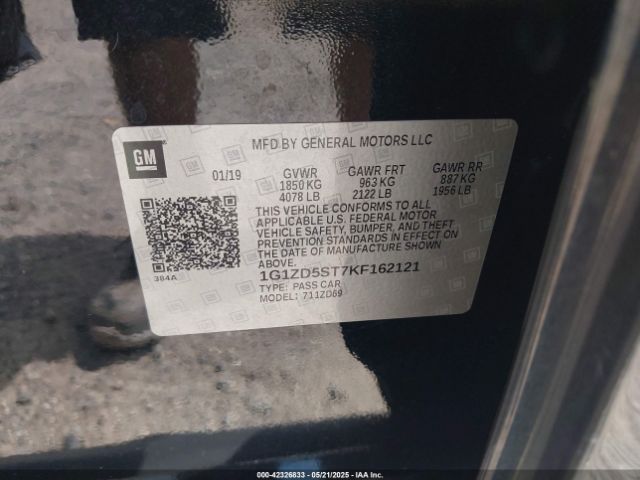 MFD BY GENERAL MOTORS LLC
GM
01/19 GVWR GAWR FRT GAWR RR
1850 KG 963 KG 887 KG
4078 LB 2122 LB 1956 LB
THIS VEHICLE CONFORMS TO ALL
APPLICABLE U.S. FEDERAL MOTOR
VEHICLE SAFETY, BUMPER, AND THEFT
PREVENTION STANDARDS IN EFFECT ON
THE DATE OF MANUFACTURE SHOWN
ABOVE.
384A
1G1ZD5ST7KF162121
TYPE: PASS CAR
MODEL: 711ZD69
000-42326833 - 05/21/2025 - IAAI.COM